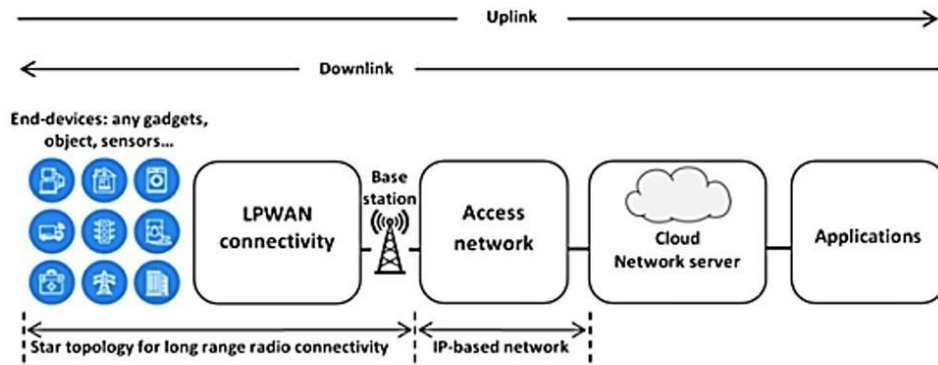 Uplink
Downlink
End-devices: any gadgets,
object, sensors...
LPWAN
connectivity
Base
station
Access
network
Cloud
Network server
Applications
Star topology for long range radio connectivity
IP-based network